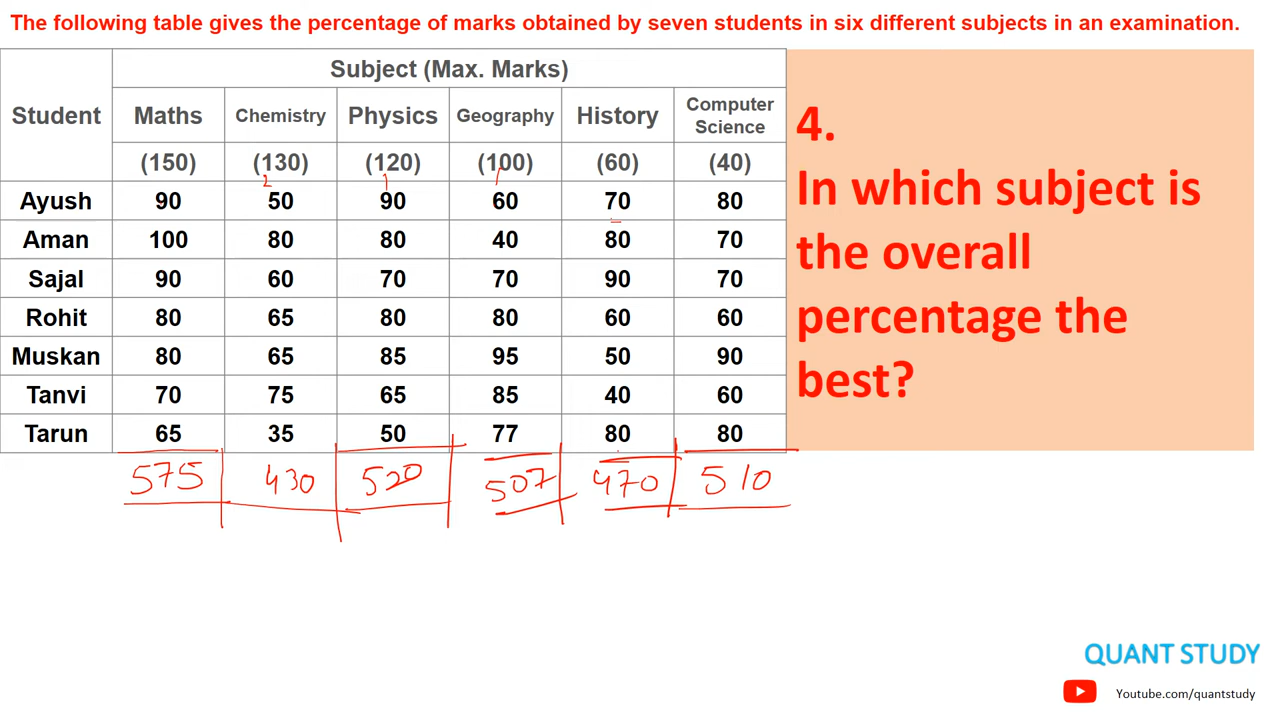 The following table gives the percentage of marks obtained by seven students in six different subjects in an examination.
Student Subject (Max. Marks)
Maths Chemistry Physics Geography History Computer Science
(150) (130) (120) (100) (60) (40)
2 1 1
Ayush 90 50 90 60 70 80
Aman 100 80 80 40 80 70
Sajal 90 60 70 70 90 70
Rohit 80 65 80 80 60 60
Muskan 80 65 85 95 50 90
Tanvi 70 75 65 85 40 60
Tarun 65 35 50 77 80 80
575 430 520 507 470 510
4.
In which subject is
the overall
percentage the
best?
QUANT STUDY
Youtube.com/quantstudy